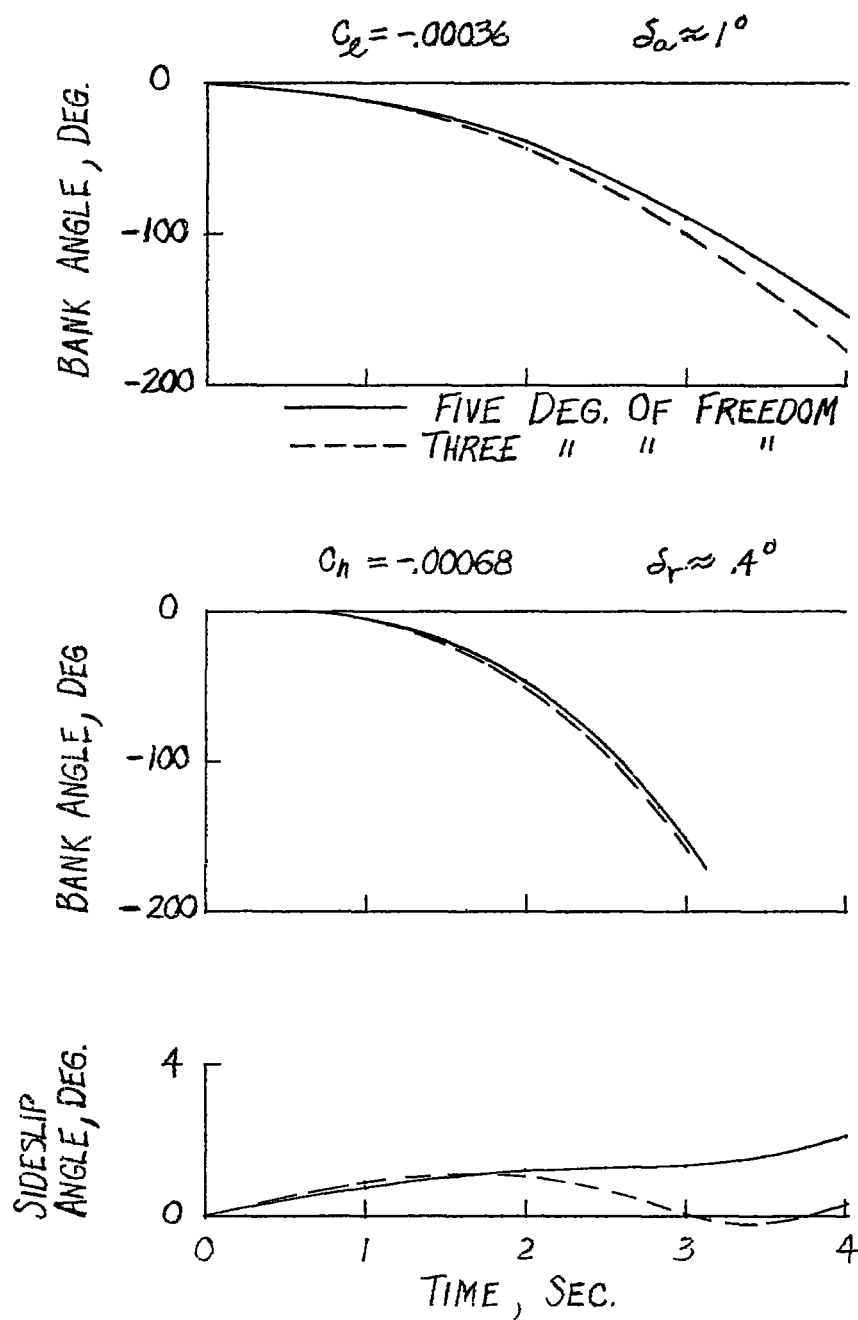 Cℓ = -.00036 δa ≈ 1°
0
-100
-200
BANK ANGLE, DEG.
FIVE DEG. OF FREEDOM
THREE " " "
Cn = -.00068 δr ≈ .4°
0
-100
-200
BANK ANGLE, DEG
4
0
SIDESLIP
ANGLE, DEG.
0 1 2 3 4
TIME, SEC.